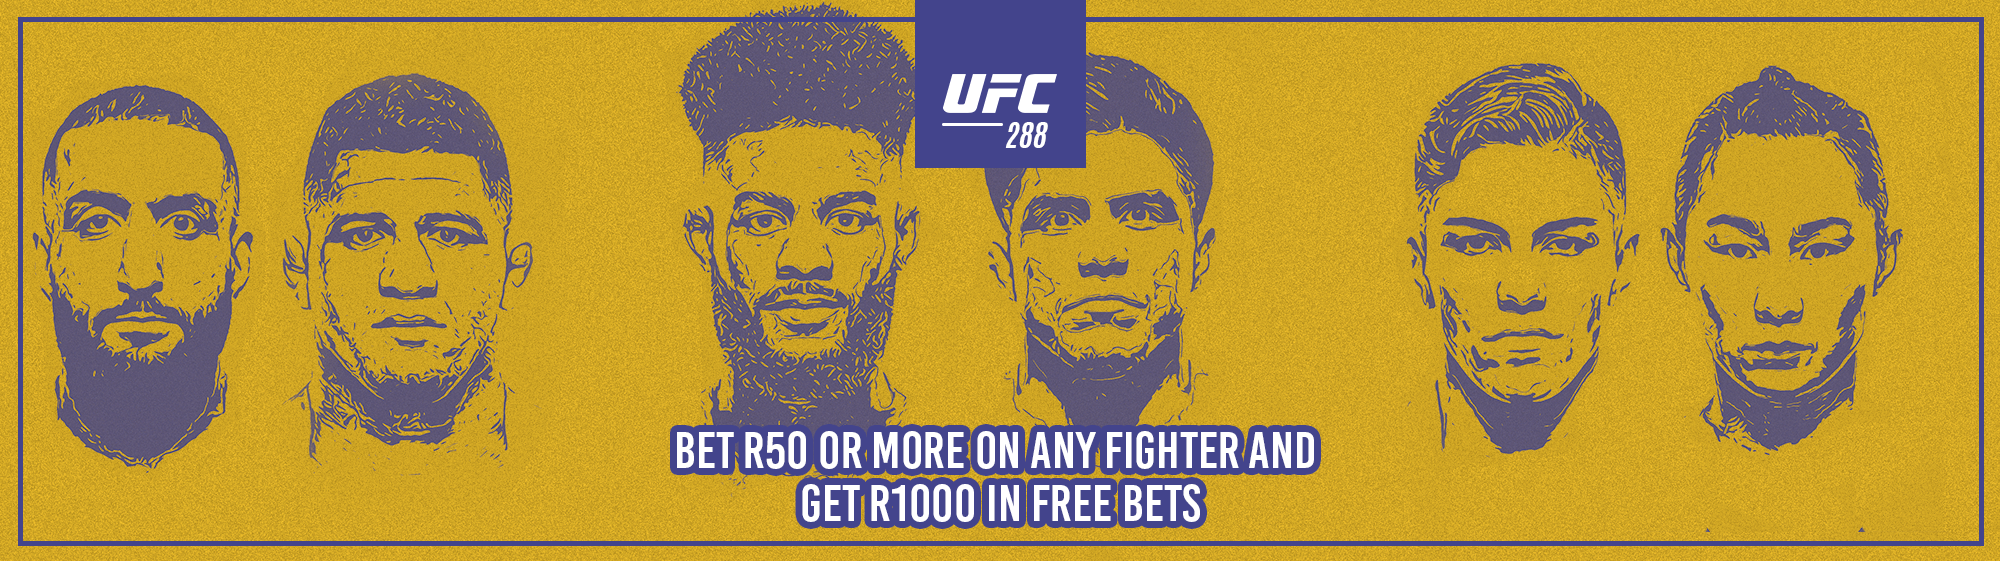 UFC
288
BET R50 OR MORE ON ANY FIGHTER AND
GET R1000 IN FREE BETS